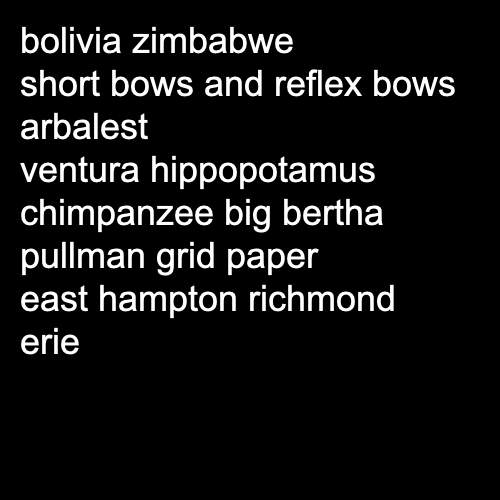 bolivia zimbabwe
short bows and reflex bows
arbalest
ventura hippopotamus
chimpanzee big bertha
pullman grid paper
east hampton richmond
erie